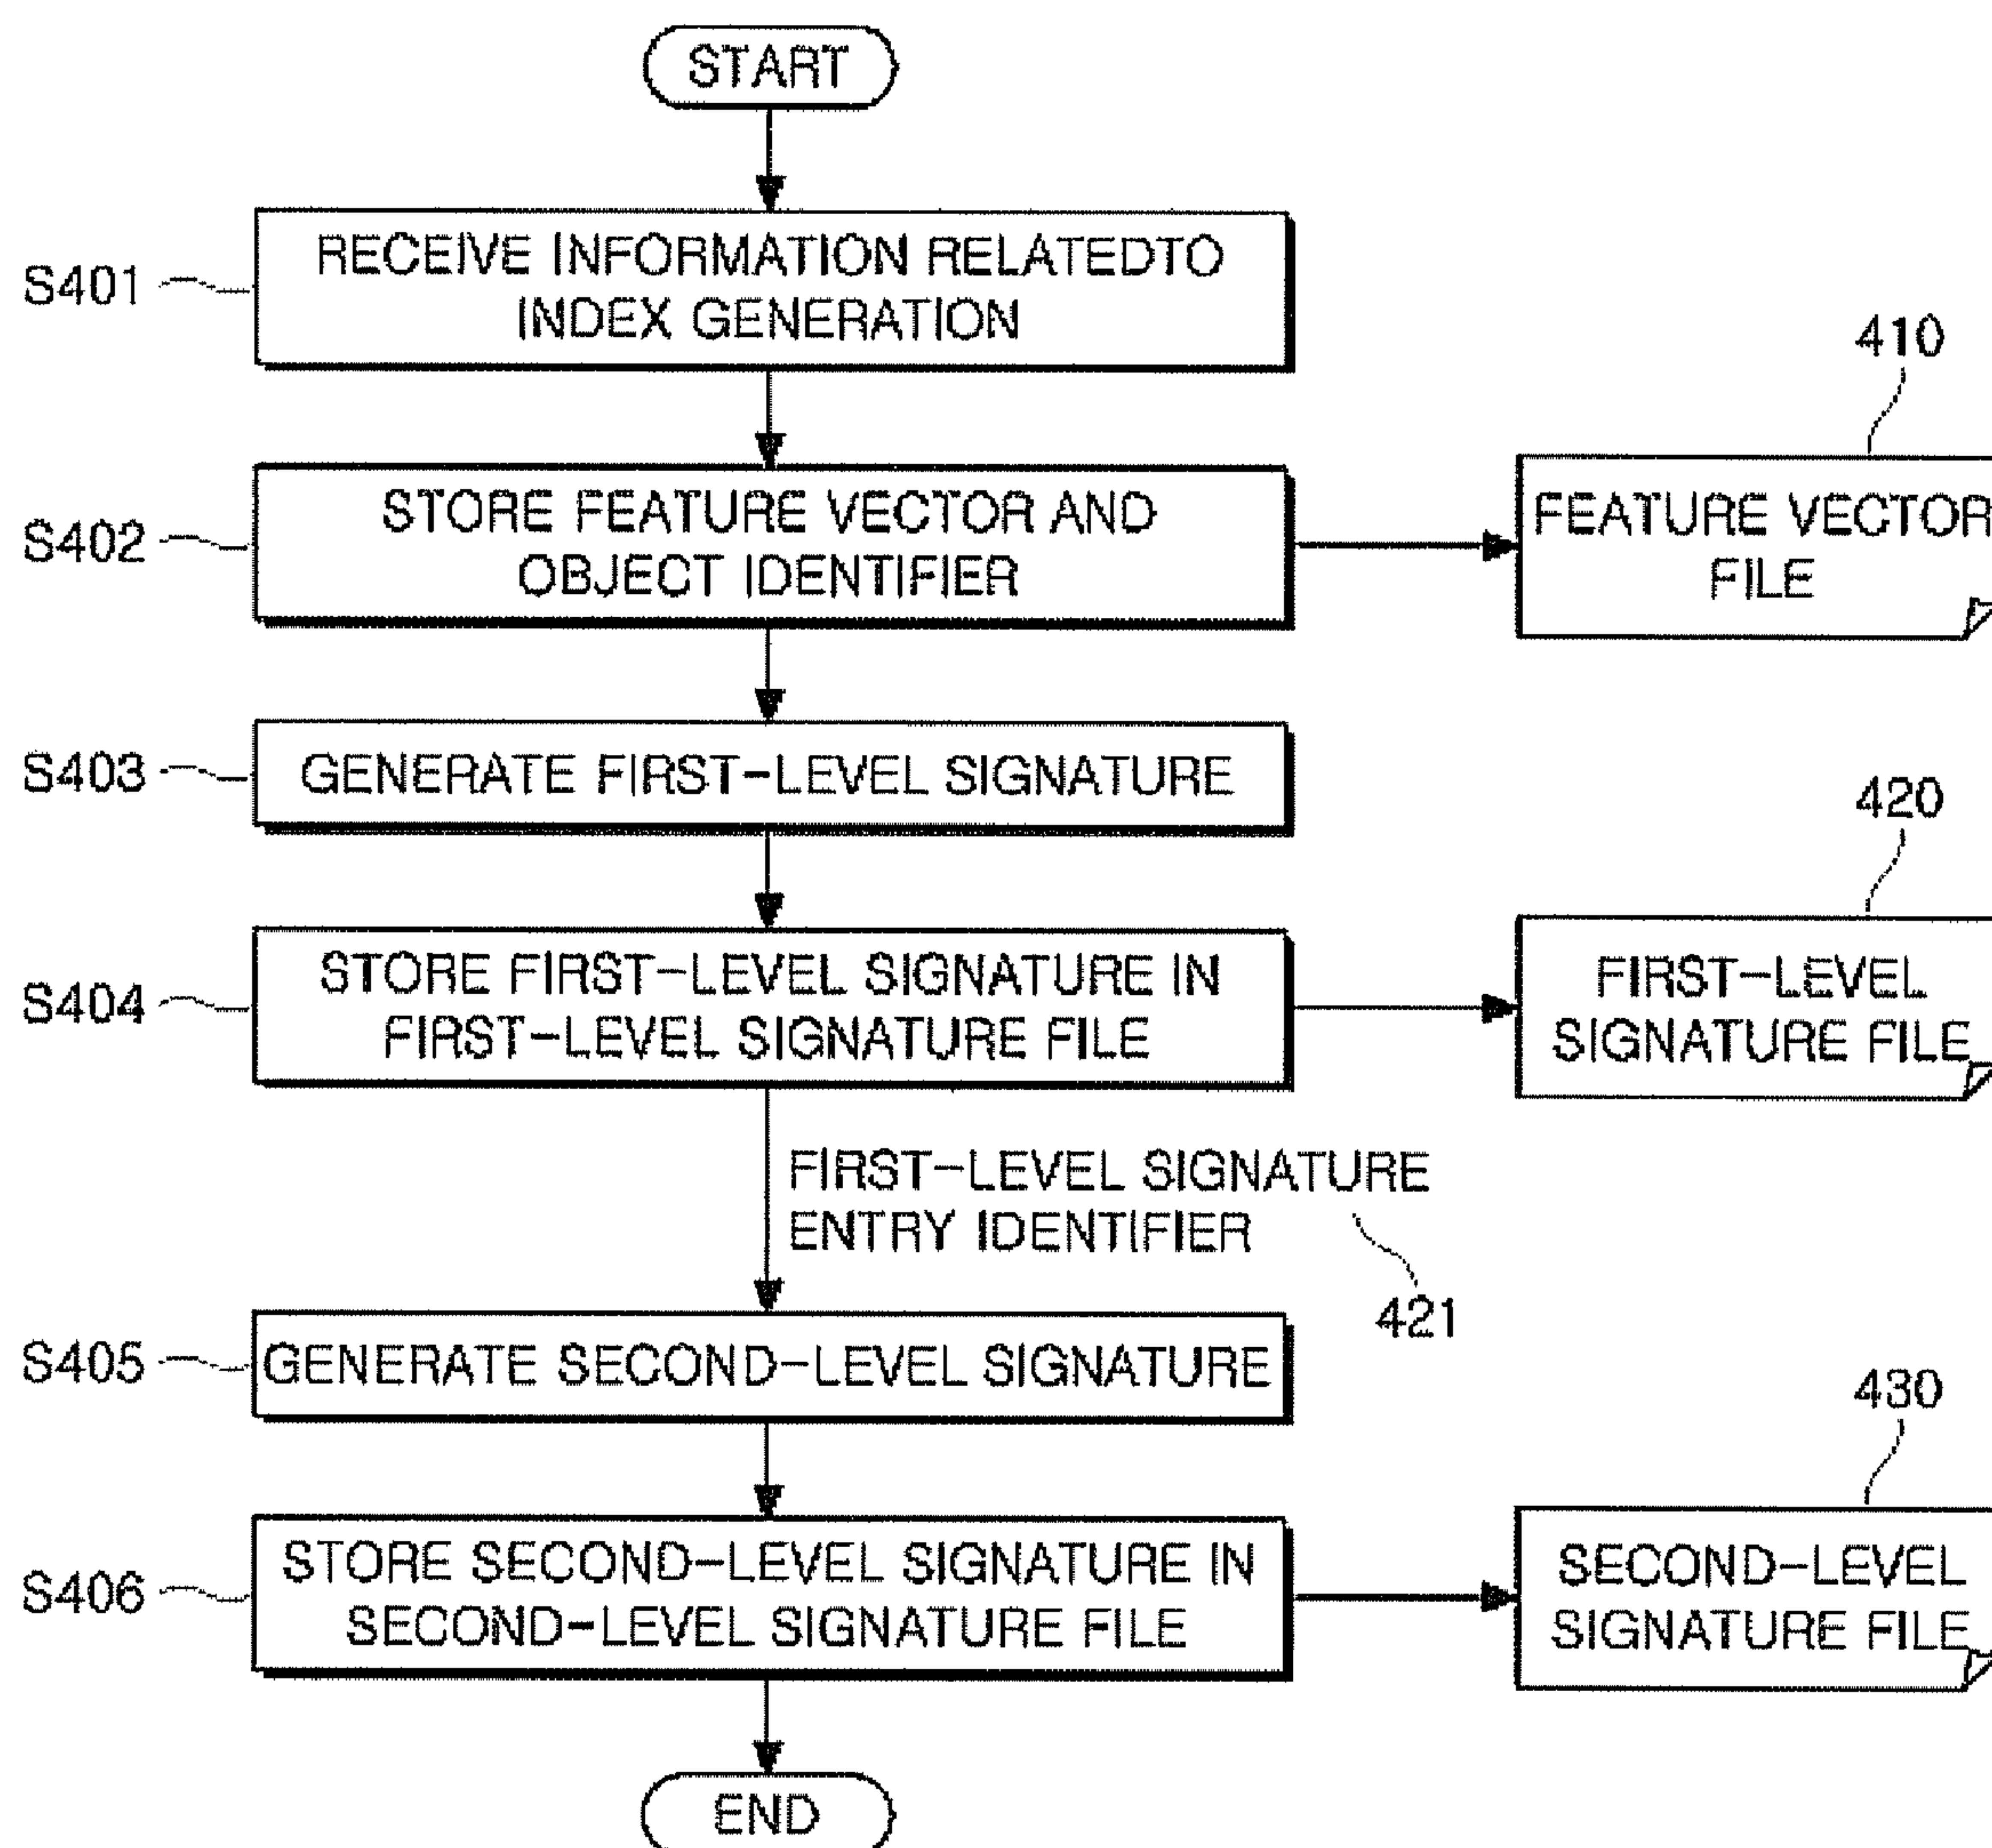 START
S401
RECEIVE INFORMATION RELATEDTO
INDEX GENERATION
410
S402
STORE FEATURE VECTOR AND
OBJECT IDENTIFIER
FEATURE VECTOR
FILE
S403
GENERATE FIRST-LEVEL SIGNATURE
420
S404
STORE FIRST-LEVEL SIGNATURE IN
FIRST-LEVEL SIGNATURE FILE
FIRST-LEVEL
SIGNATURE FILE
FIRST-LEVEL SIGNATURE
ENTRY IDENTIFIER
421
S405
GENERATE SECOND-LEVEL SIGNATURE
430
S406
STORE SECOND-LEVEL SIGNATURE IN
SECOND-LEVEL SIGNATURE FILE
SECOND-LEVEL
SIGNATURE FILE
END